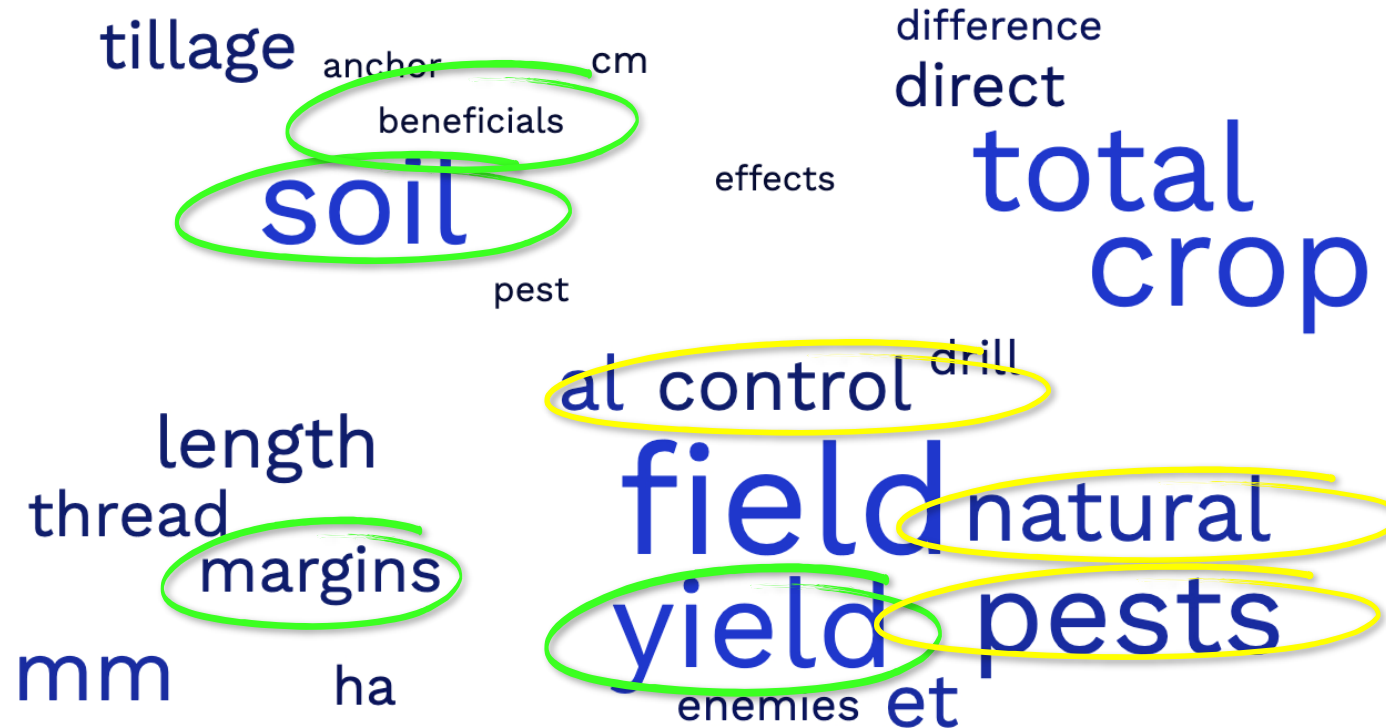 tillage
anchor
cm
difference
direct
beneficials
total
soil
effects
crop
pest
al control drill
length
field
thread
natural
margins
yield
pests
mm
ha
enemies
et